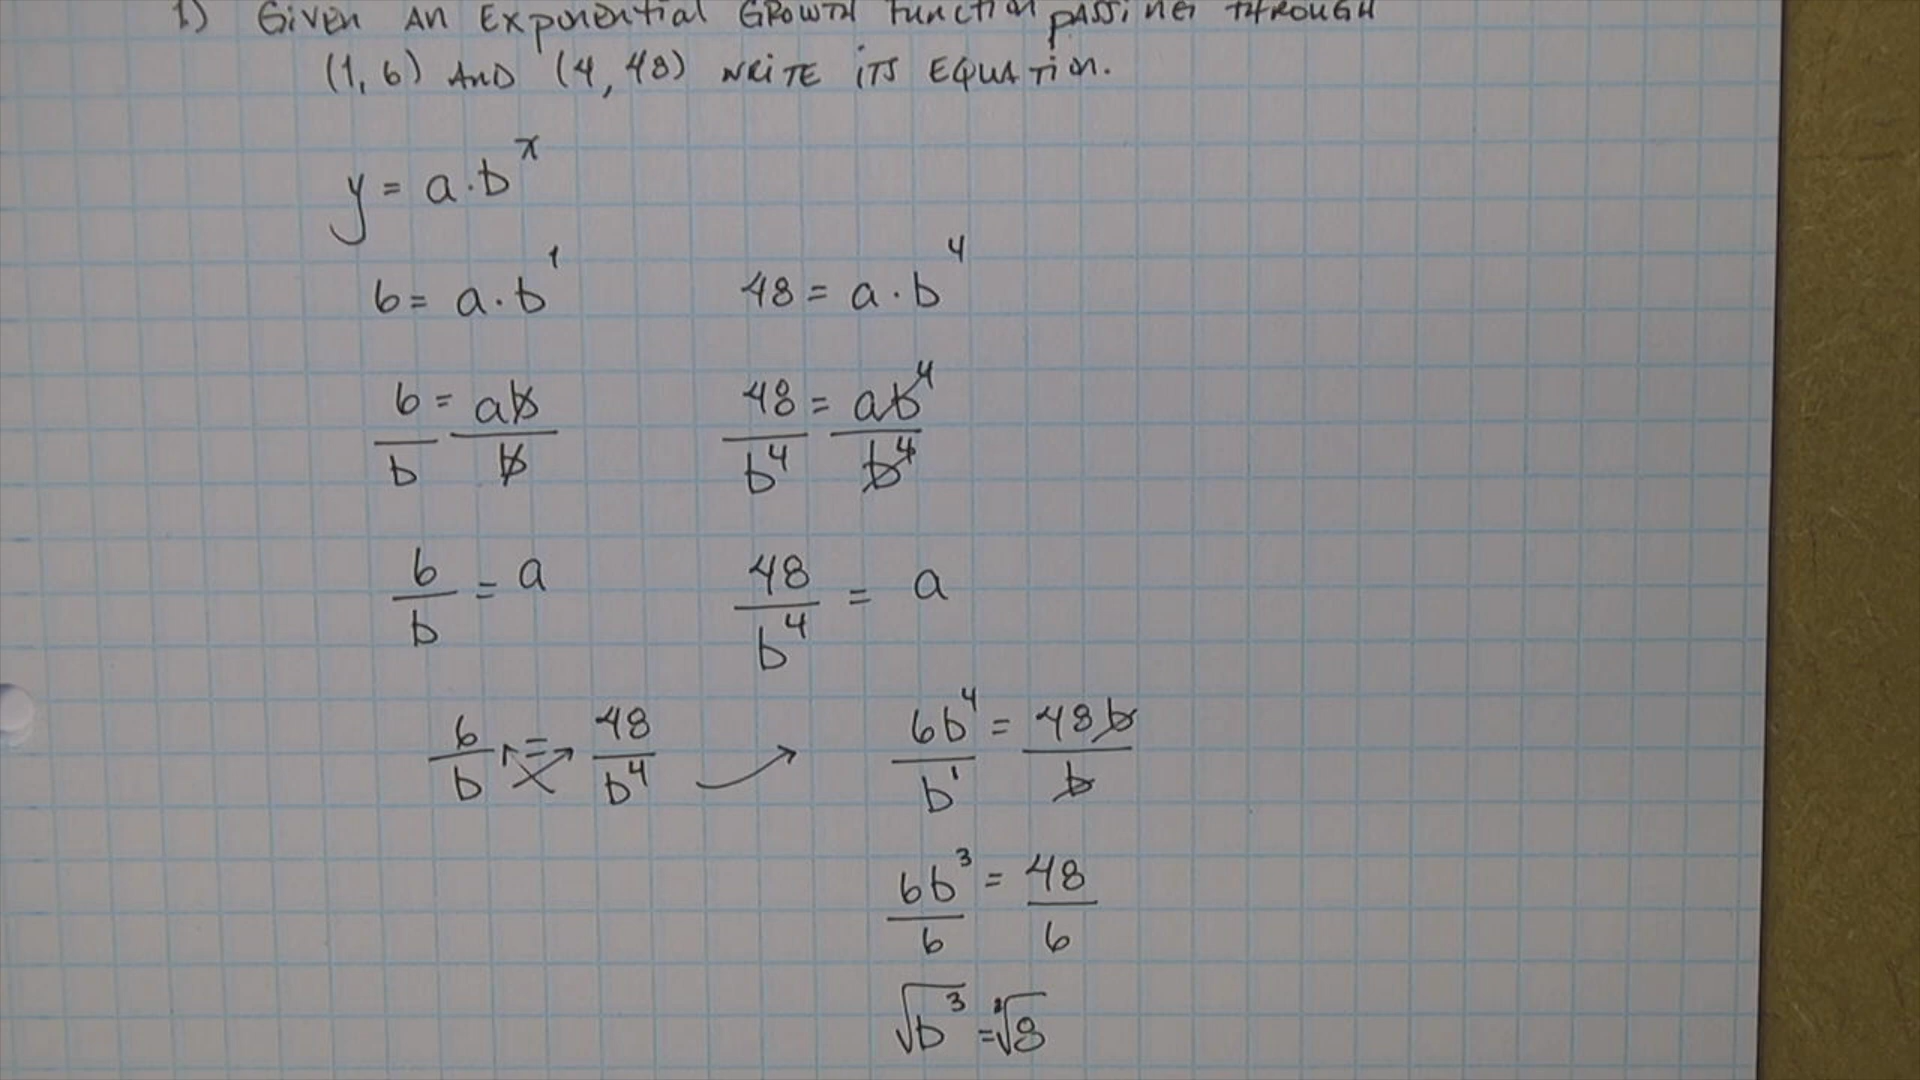 1) Given an Exponential Growth function passing through
(1, 6) and (4, 48) write its equation.
y = a · b^x
6 = a · b^1    48 = a · b^4
6/b = ab/b    48/b^4 = ab^4/b^4
6/b = a    48/b^4 = a
6/b = 48/b^4 → 6b^4/b^1 = 48b/b
6b^3/6 = 48/6
√b^3 = ∛8